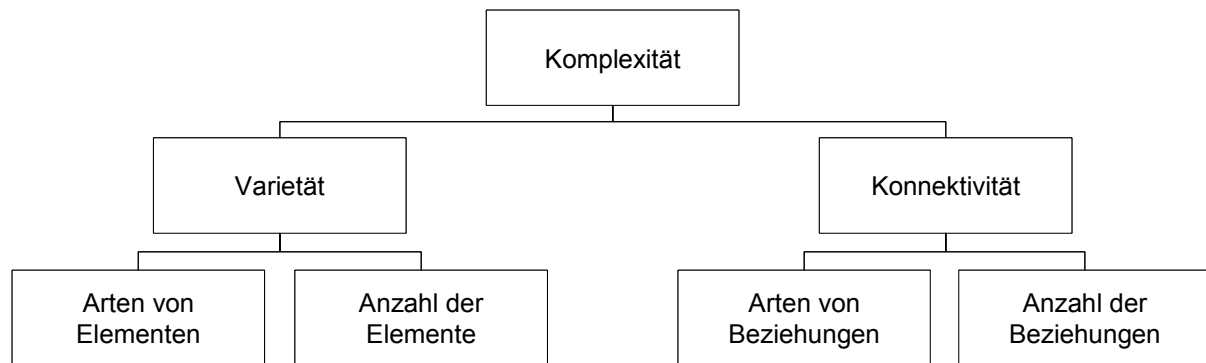 Komplexität
Varietät
Konnektivität
Arten von
Elementen
Anzahl der
Elemente
Arten von
Beziehungen
Anzahl der
Beziehungen